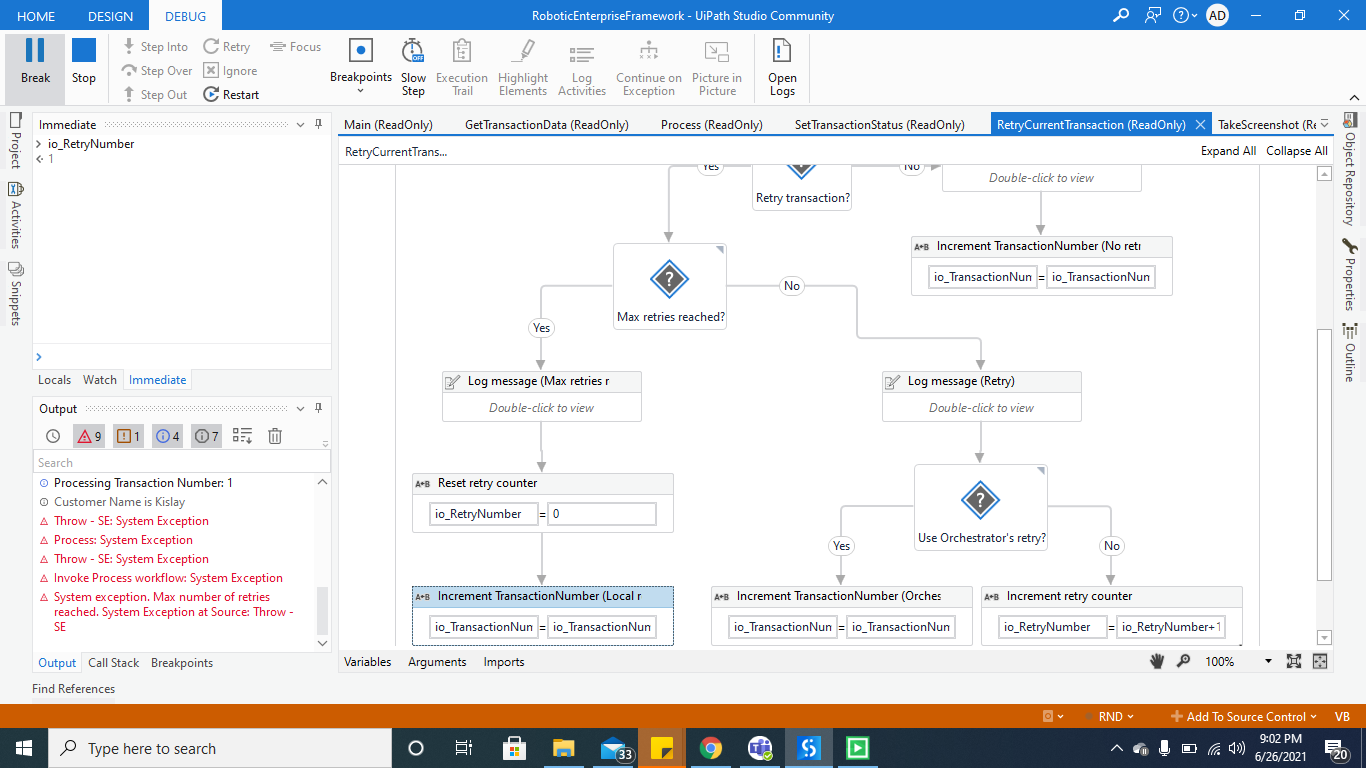 HOME
DESIGN
DEBUG
RoboticEnterpriseFramework - UiPath Studio Community
AD
Break
Stop
Step Into
Step Over
Step Out
Retry
Ignore
Restart
Focus
Breakpoints
Slow
Step
OFF
Execution
Trail
Highlight
Elements
Log
Activities
Continue on
Exception
Picture in
Picture
Open
Logs
Project
Activities
Snippets
Immediate
io_RetryNumber
1
Locals
Watch
Immediate
Output
9
1
4
7
Search
Processing Transaction Number: 1
Customer Name is Kislay
Throw - SE: System Exception
Process: System Exception
Throw - SE: System Exception
Invoke Process workflow: System Exception
System exception. Max number of retries
reached. System Exception at Source: Throw -
SE
Output
Call Stack
Breakpoints
Find References
Main (ReadOnly)
GetTransactionData (ReadOnly)
Process (ReadOnly)
SetTransactionStatus (ReadOnly)
RetryCurrentTransaction (ReadOnly)
TakeScreenshot (Re
RetryCurrentTrans...
Expand All
Collapse All
Yes
No
Retry transaction?
Double-click to view
A+B Increment TransactionNumber (No retr
io_TransactionNun = io_TransactionNun
Max retries reached?
Yes
No
Log message (Max retries r
Double-click to view
Log message (Retry)
Double-click to view
A+B Reset retry counter
io_RetryNumber = 0
Use Orchestrator's retry?
Yes
No
A+B Increment TransactionNumber (Local r
io_TransactionNun = io_TransactionNun
A+B Increment TransactionNumber (Orches
io_TransactionNun = io_TransactionNun
A+B Increment retry counter
io_RetryNumber = io_RetryNumber+1
Variables
Arguments
Imports
100%
Object Repository
Properties
Outline
RND
Add To Source Control
VB
Type here to search
33
9:02 PM
6/26/2021
20